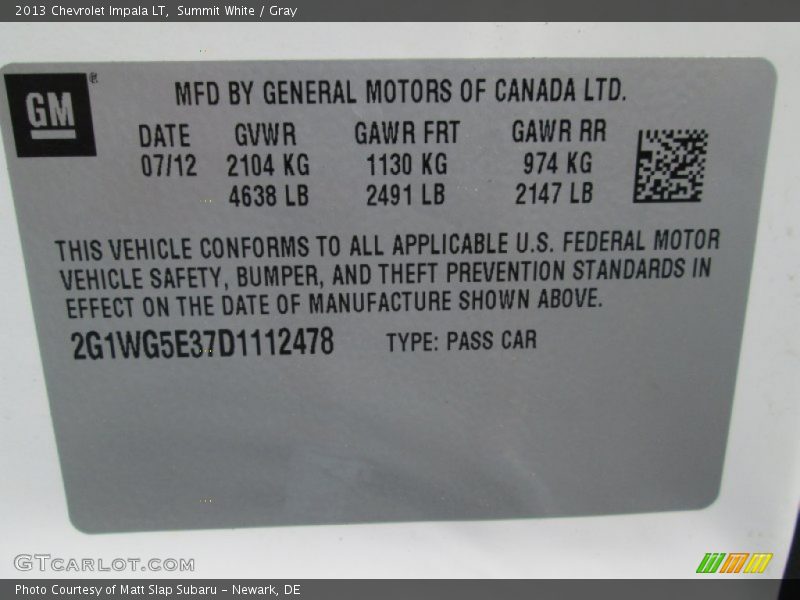 2013 Chevrolet Impala LT, Summit White / Gray
GM ®
MFD BY GENERAL MOTORS OF CANADA LTD.
DATE GVWR GAWR FRT GAWR RR
07/12 2104 KG 1130 KG 974 KG
4638 LB 2491 LB 2147 LB
THIS VEHICLE CONFORMS TO ALL APPLICABLE U.S. FEDERAL MOTOR
VEHICLE SAFETY, BUMPER, AND THEFT PREVENTION STANDARDS IN
EFFECT ON THE DATE OF MANUFACTURE SHOWN ABOVE.
2G1WG5E37D1112478 TYPE: PASS CAR
GTCARLOT.COM
Photo Courtesy of Matt Slap Subaru - Newark, DE